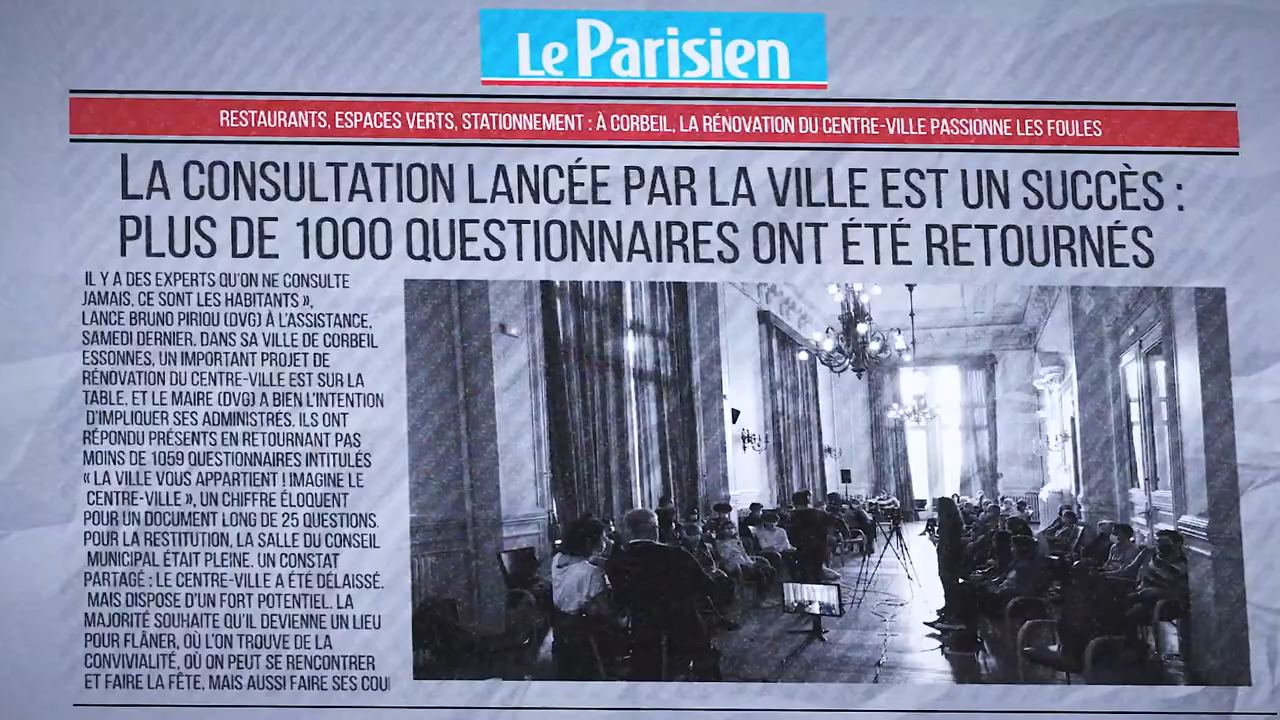 Le Parisien
RESTAURANTS, ESPACES VERTS, STATIONNEMENT : À CORBEIL, LA RÉNOVATION DU CENTRE-VILLE PASSIONNE LES FOULES
LA CONSULTATION LANCÉE PAR LA VILLE EST UN SUCCÈS :
PLUS DE 1000 QUESTIONNAIRES ONT ÉTÉ RETOURNÉS
IL Y A DES EXPERTS QU'ON NE CONSULTE
JAMAIS, CE SONT LES HABITANTS »,
LANCE BRUNO PIRIOU (DVG) À L'ASSISTANCE,
SAMEDI DERNIER. DANS SA VILLE DE CORBEIL
ESSONNES, UN IMPORTANT PROJET DE
RÉNOVATION DU CENTRE-VILLE EST SUR LA
TABLE, ET LE MAIRE (DVG) A BIEN L'INTENTION
D'IMPLIQUER SES ADMINISTRÉS. ILS ONT
RÉPONDU PRÉSENTS EN RETOURNANT PAS
MOINS DE 1059 QUESTIONNAIRES INTITULÉS
« LA VILLE VOUS APPARTIENT ! IMAGINE LE
CENTRE-VILLE », UN CHIFFRE ÉLOQUENT
POUR UN DOCUMENT LONG DE 25 QUESTIONS.
POUR LA RESTITUTION, LA SALLE DU CONSEIL
MUNICIPAL ÉTAIT PLEINE. UN CONSTAT
PARTAGÉ : LE CENTRE-VILLE A ÉTÉ DÉLAISSÉ.
MAIS DISPOSE D'UN FORT POTENTIEL. LA
MAJORITÉ SOUHAITE QU'IL DEVIENNE UN LIEU
POUR FLÂNER, OÙ L'ON TROUVE DE LA
CONVIVIALITÉ, OÙ ON PEUT SE RENCONTRER
ET FAIRE LA FÊTE, MAIS AUSSI FAIRE SES COU